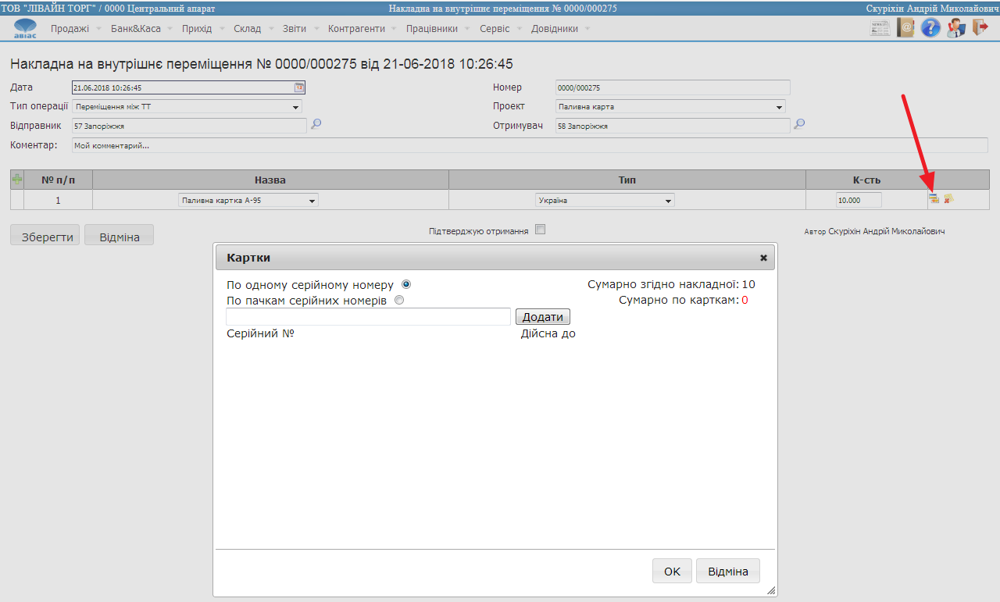 ТОВ "ЛІВАЙН ТОРГ" / 0000 Центральний апарат Накладна на внутрішнє переміщення № 0000/000275 Скуріхін Андрій Миколайович
авіас Продажі Банк&Каса Прихід Склад Звіти Контрагенти Працівники Сервіс Довідники
Накладна на внутрішнє переміщення № 0000/000275 від 21-06-2018 10:26:45
Дата 21.06.2018 10:26:45 Номер 0000/000275
Тип операції Переміщення між ТТ Проект Паливна карта
Відправник 57 Запоріжжя Отримувач 58 Запоріжжя
Коментар: Мой комментарий...
№ п/п Назва Тип К-сть
1 Паливна картка А-95 Україна 10.000
Зберегти Відміна Підтверджую отримання Автор Скуріхін Андрій Миколайович
Картки
По одному серійному номеру Сумарно згідно накладної: 10
По пачкам серійних номерів Сумарно по карткам: 0
Додати
Серійний № Дійсна до
OK Відміна